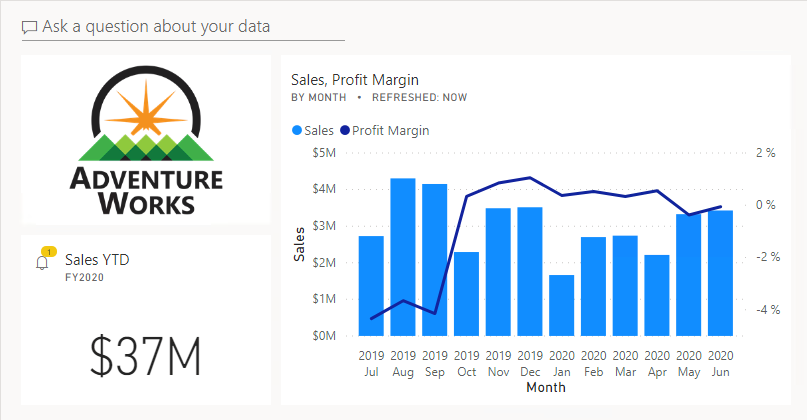 Ask a question about your data
ADVENTURE
WORKS
1
Sales YTD
FY2020
$37M
Sales, Profit Margin
BY MONTH • REFRESHED: NOW
Sales Profit Margin
$5M
$4M
$3M
$2M
$1M
$0M
Sales
2 %
0 %
-2 %
-4 %
2019 2019 2019 2019 2019 2019 2020 2020 2020 2020 2020 2020
Jul Aug Sep Oct Nov Dec Jan Feb Mar Apr May Jun
Month